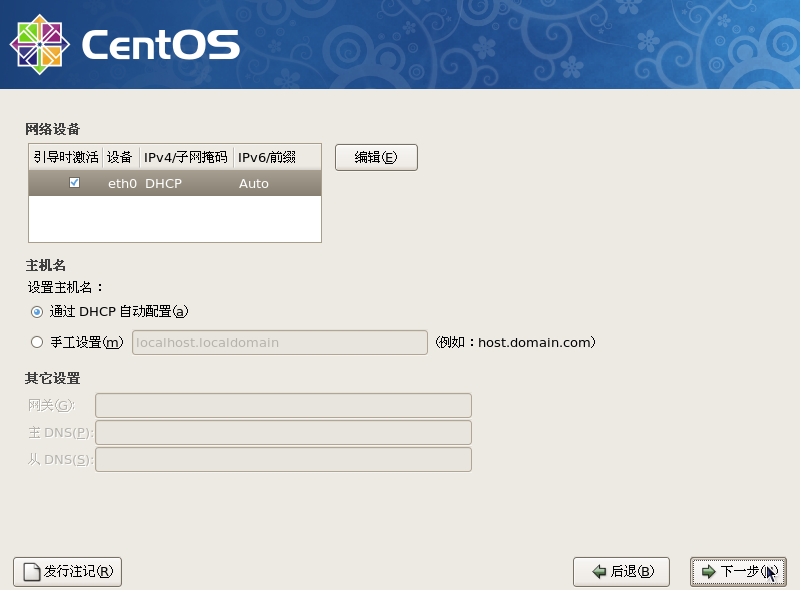 CentOS
网络设备
引导时激活 设备 IPv4/子网掩码 IPv6/前缀
eth0 DHCP Auto
编辑(E)
主机名
设置主机名：
通过 DHCP 自动配置(a)
手工设置(m) localhost.localdomain (例如：host.domain.com)
其它设置
网关(G):
主 DNS(P):
从 DNS(S):
发行注记(R) 后退(B) 下一步(N)